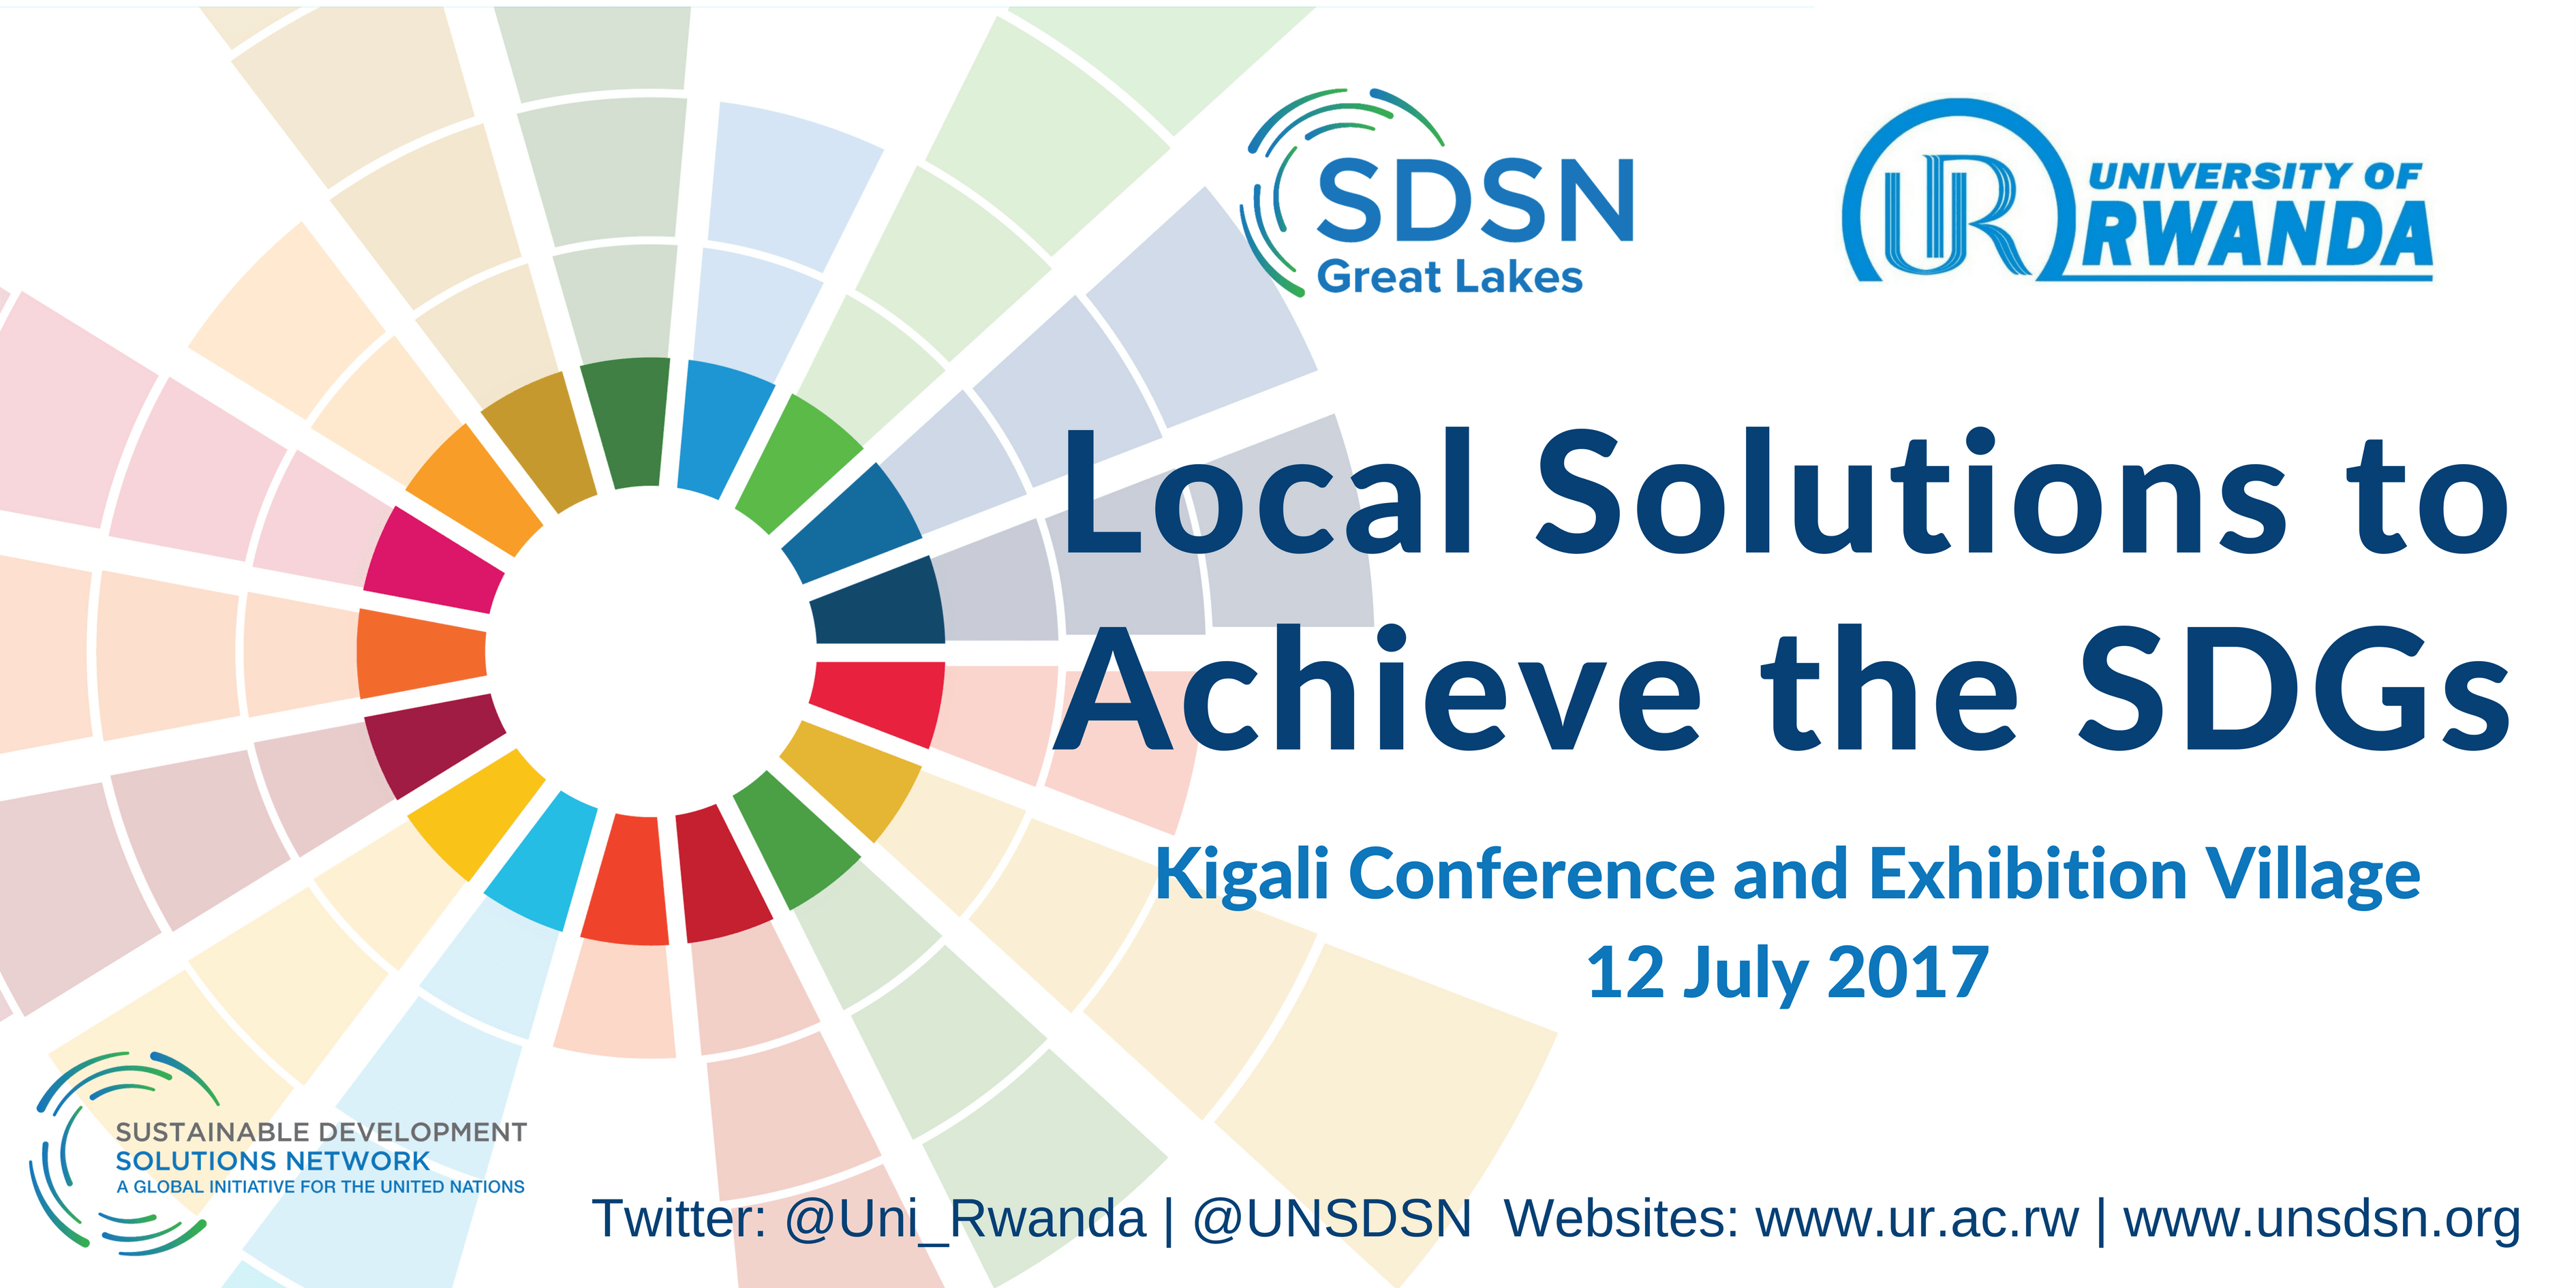 SDSN
Great Lakes
UR
UNIVERSITY OF
RWANDA
Local Solutions to
Achieve the SDGs
Kigali Conference and Exhibition Village
12 July 2017
SUSTAINABLE DEVELOPMENT
SOLUTIONS NETWORK
A GLOBAL INITIATIVE FOR THE UNITED NATIONS
Twitter: @Uni_Rwanda | @UNSDSN  Websites: www.ur.ac.rw | www.unsdsn.org